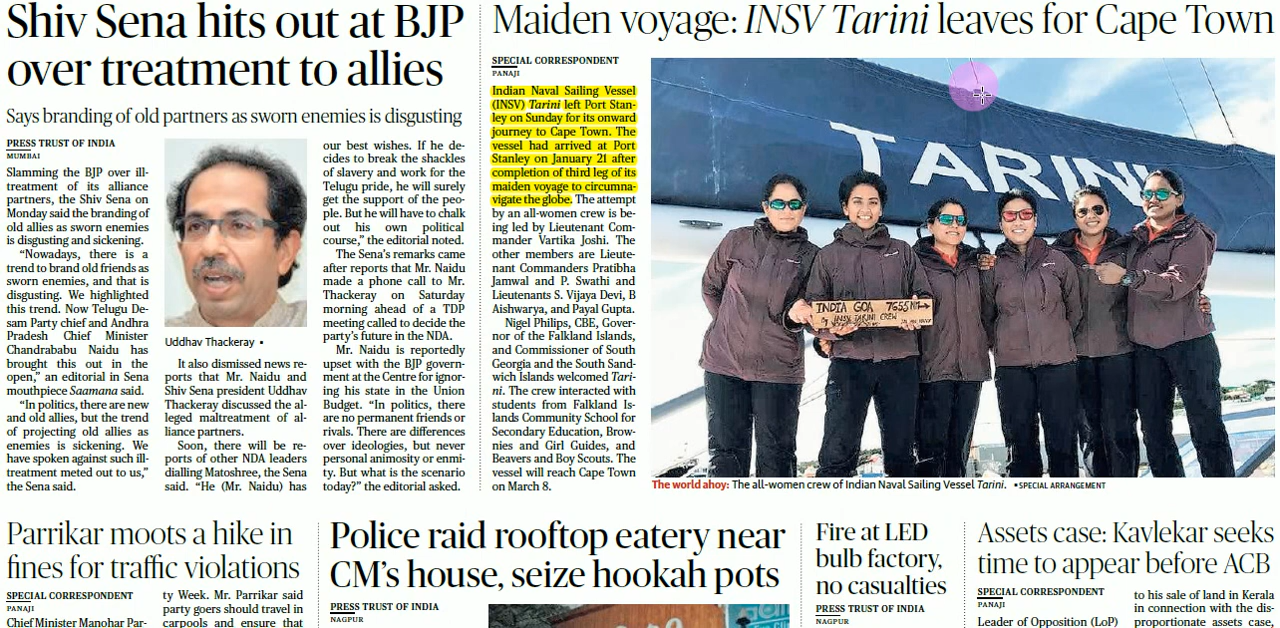 Shiv Sena hits out at BJP
over treatment to allies
Says branding of old partners as sworn enemies is disgusting
PRESS TRUST OF INDIA
MUMBAI
Slamming the BJP over ill-
treatment of its alliance
partners, the Shiv Sena on
Monday said the branding of
old allies as sworn enemies
is disgusting and sickening.
“Nowadays, there is a
trend to brand old friends as
sworn enemies, and that is
disgusting. We highlighted
this trend. Now Telugu De-
sam Party chief and Andhra
Pradesh Chief Minister
Chandrababu Naidu has
brought this out in the
open,” an editorial in Sena
mouthpiece Saamana said.
“In politics, there are new
and old allies, but the trend
of projecting old allies as
enemies is sickening. We
have spoken against such ill-
treatment meted out to us,”
the Sena said.
Uddhav Thackeray •
It also dismissed news re-
ports that Mr. Naidu and
Shiv Sena president Uddhav
Thackeray discussed the al-
leged maltreatment of al-
liance partners.
Soon, there will be re-
ports of other NDA leaders
dialling Matoshree, the Sena
said. “He (Mr. Naidu) has
our best wishes. If he de-
cides to break the shackles
of slavery and work for the
Telugu pride, he will surely
get the support of the peo-
ple. But he will have to chalk
out his own political
course,” the editorial noted.
The Sena’s remarks came
after reports that Mr. Naidu
made a phone call to Mr.
Thackeray on Saturday
morning ahead of a TDP
meeting called to decide the
party’s future in the NDA.
Mr. Naidu is reportedly
upset with the BJP govern-
ment at the Centre for ignor-
ing his state in the Union
Budget. “In politics, there
are no permanent friends or
rivals. There are differences
over ideologies, but never
personal animosity or enmi-
ty. But what is the scenario
today?” the editorial asked.
Maiden voyage: INSV Tarini leaves for Cape Town
SPECIAL CORRESPONDENT
PANAJI
Indian Naval Sailing Vessel
(INSV) Tarini left Port Stan-
ley on Sunday for its onward
journey to Cape Town. The
vessel had arrived at Port
Stanley on January 21 after
completion of third leg of its
maiden voyage to circumna-
vigate the globe. The attempt
by an all-women crew is be-
ing led by Lieutenant Com-
mander Vartika Joshi. The
other members are Lieute-
nant Commanders Pratibha
Jamwal and P. Swathi and
Lieutenants S. Vijaya Devi, B
Aishwarya, and Payal Gupta.
Nigel Philips, CBE, Gover-
nor of the Falkland Islands,
and Commissioner of South
Georgia and the South Sand-
wich Islands welcomed Tari-
ni. The crew interacted with
students from Falkland Is-
lands Community School for
Secondary Education, Brow-
nies and Girl Guides, and
Beavers and Boy Scouts. The
vessel will reach Cape Town
on March 8.
TARINI
INDIA GOA 7655 NM
By INSV TARINI CREW
The world ahoy: The all-women crew of Indian Naval Sailing Vessel Tarini. •SPECIAL ARRANGEMENT
Parrikar moots a hike in
fines for traffic violations
SPECIAL CORRESPONDENT
PANAJI
Chief Minister Manohar Par-
ty Week. Mr. Parrikar said
party goers should travel in
carpools and ensure that
Police raid rooftop eatery near
CM’s house, seize hookah pots
PRESS TRUST OF INDIA
NAGPUR
Fire at LED
bulb factory,
no casualties
PRESS TRUST OF INDIA
NAGPUR
Assets case: Kavlekar seeks
time to appear before ACB
SPECIAL CORRESPONDENT
PANAJI
Leader of Opposition (LoP)
to his sale of land in Kerala
in connection with the dis-
proportionate assets case,